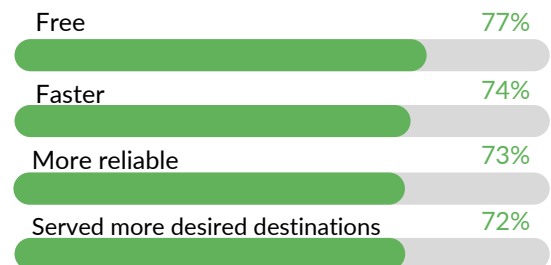 Free 77%
Faster 74%
More reliable 73%
Served more desired destinations 72%